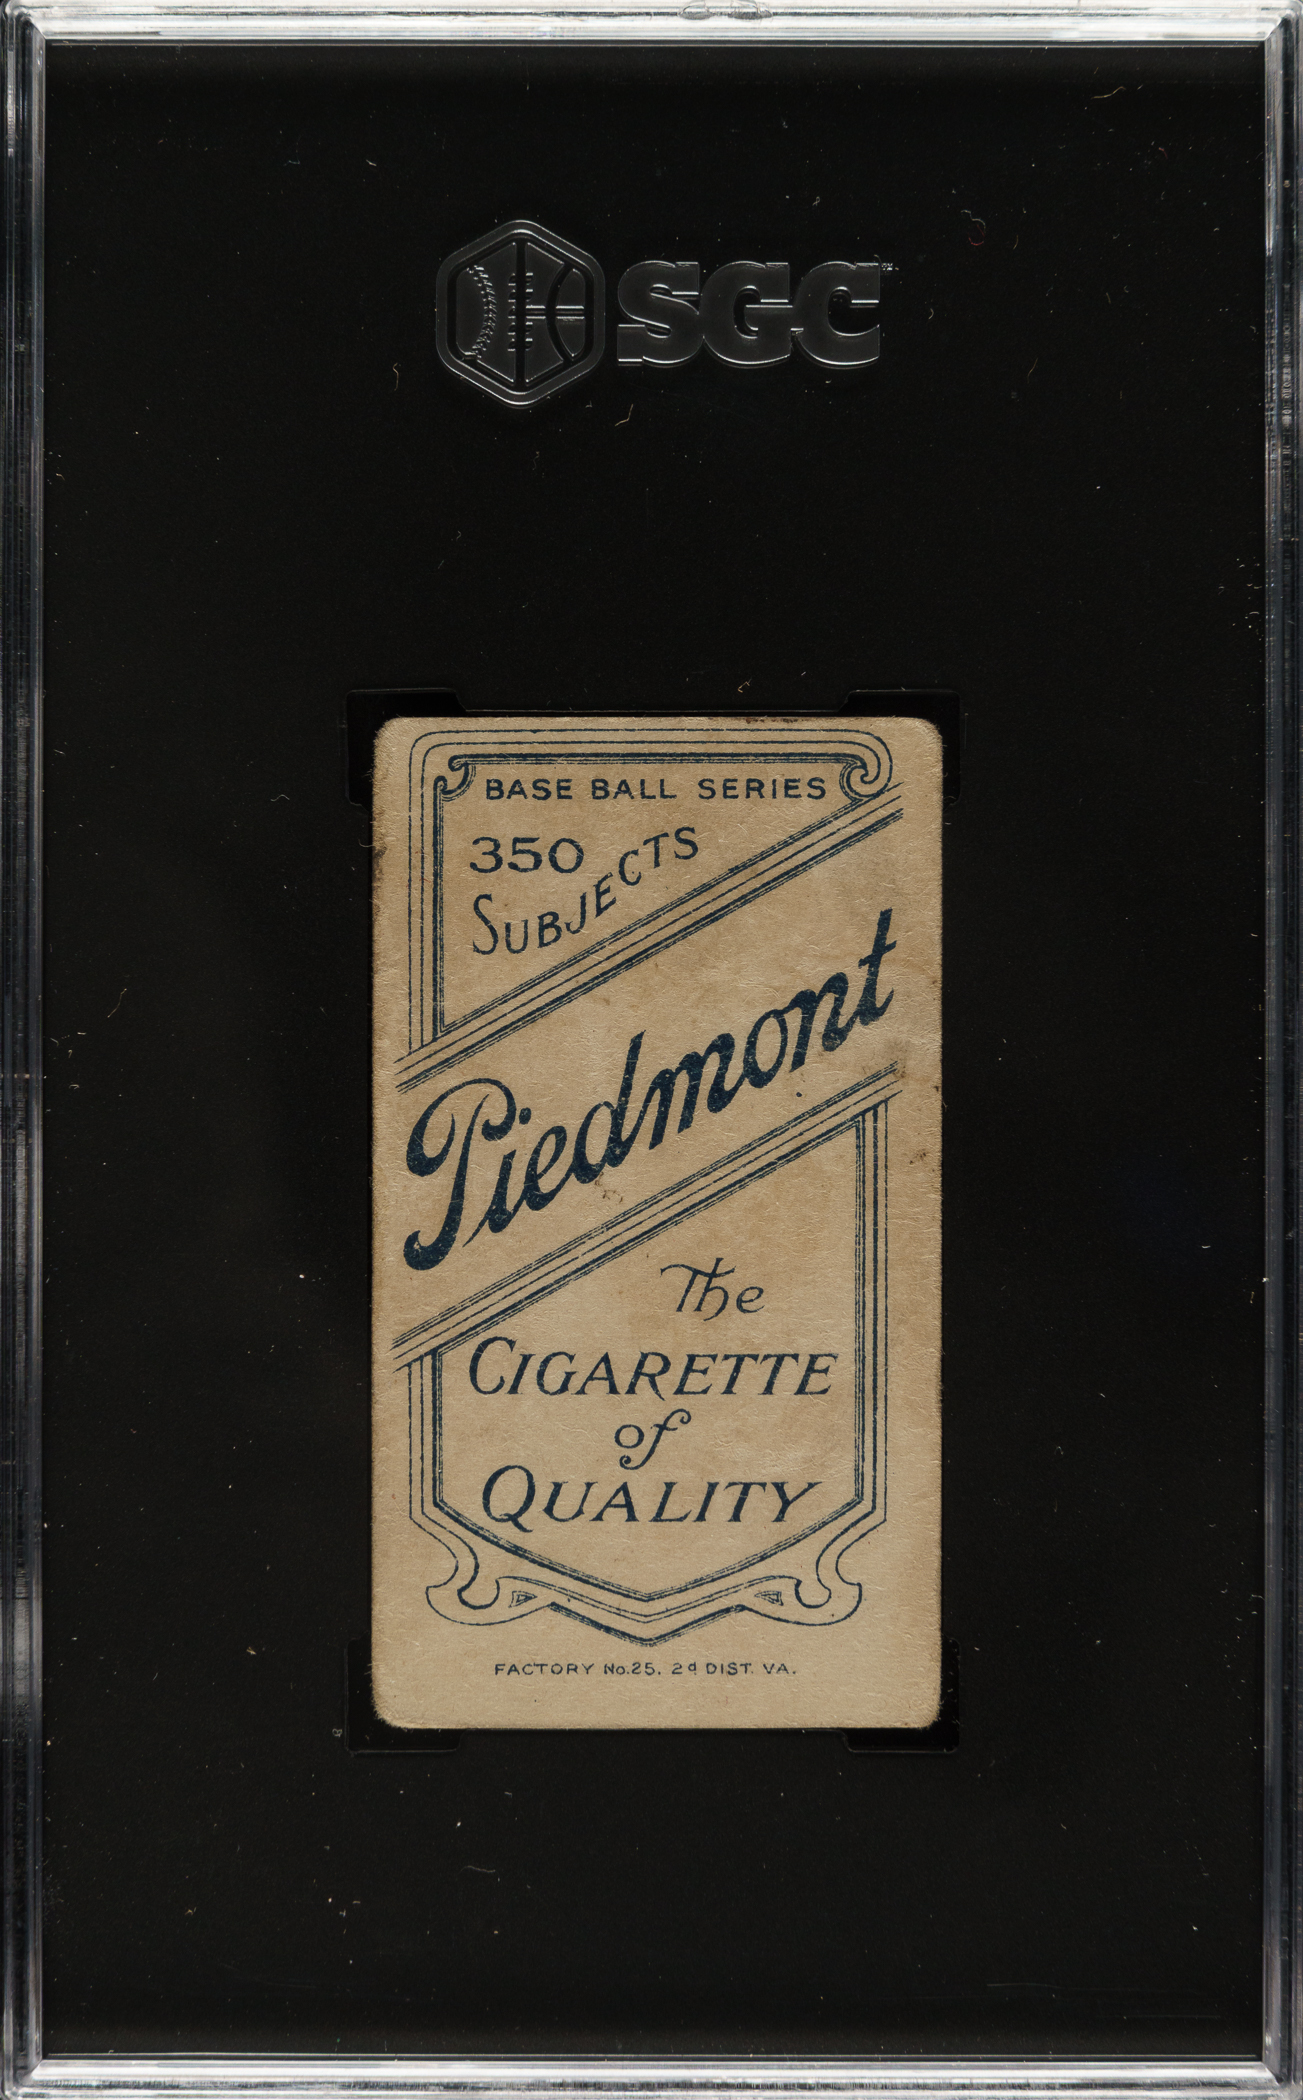 SGC
BASE BALL SERIES
350
SUBJECTS
Piedmont
The
CIGARETTE
of
QUALITY
FACTORY No. 25. 2d DIST. VA.